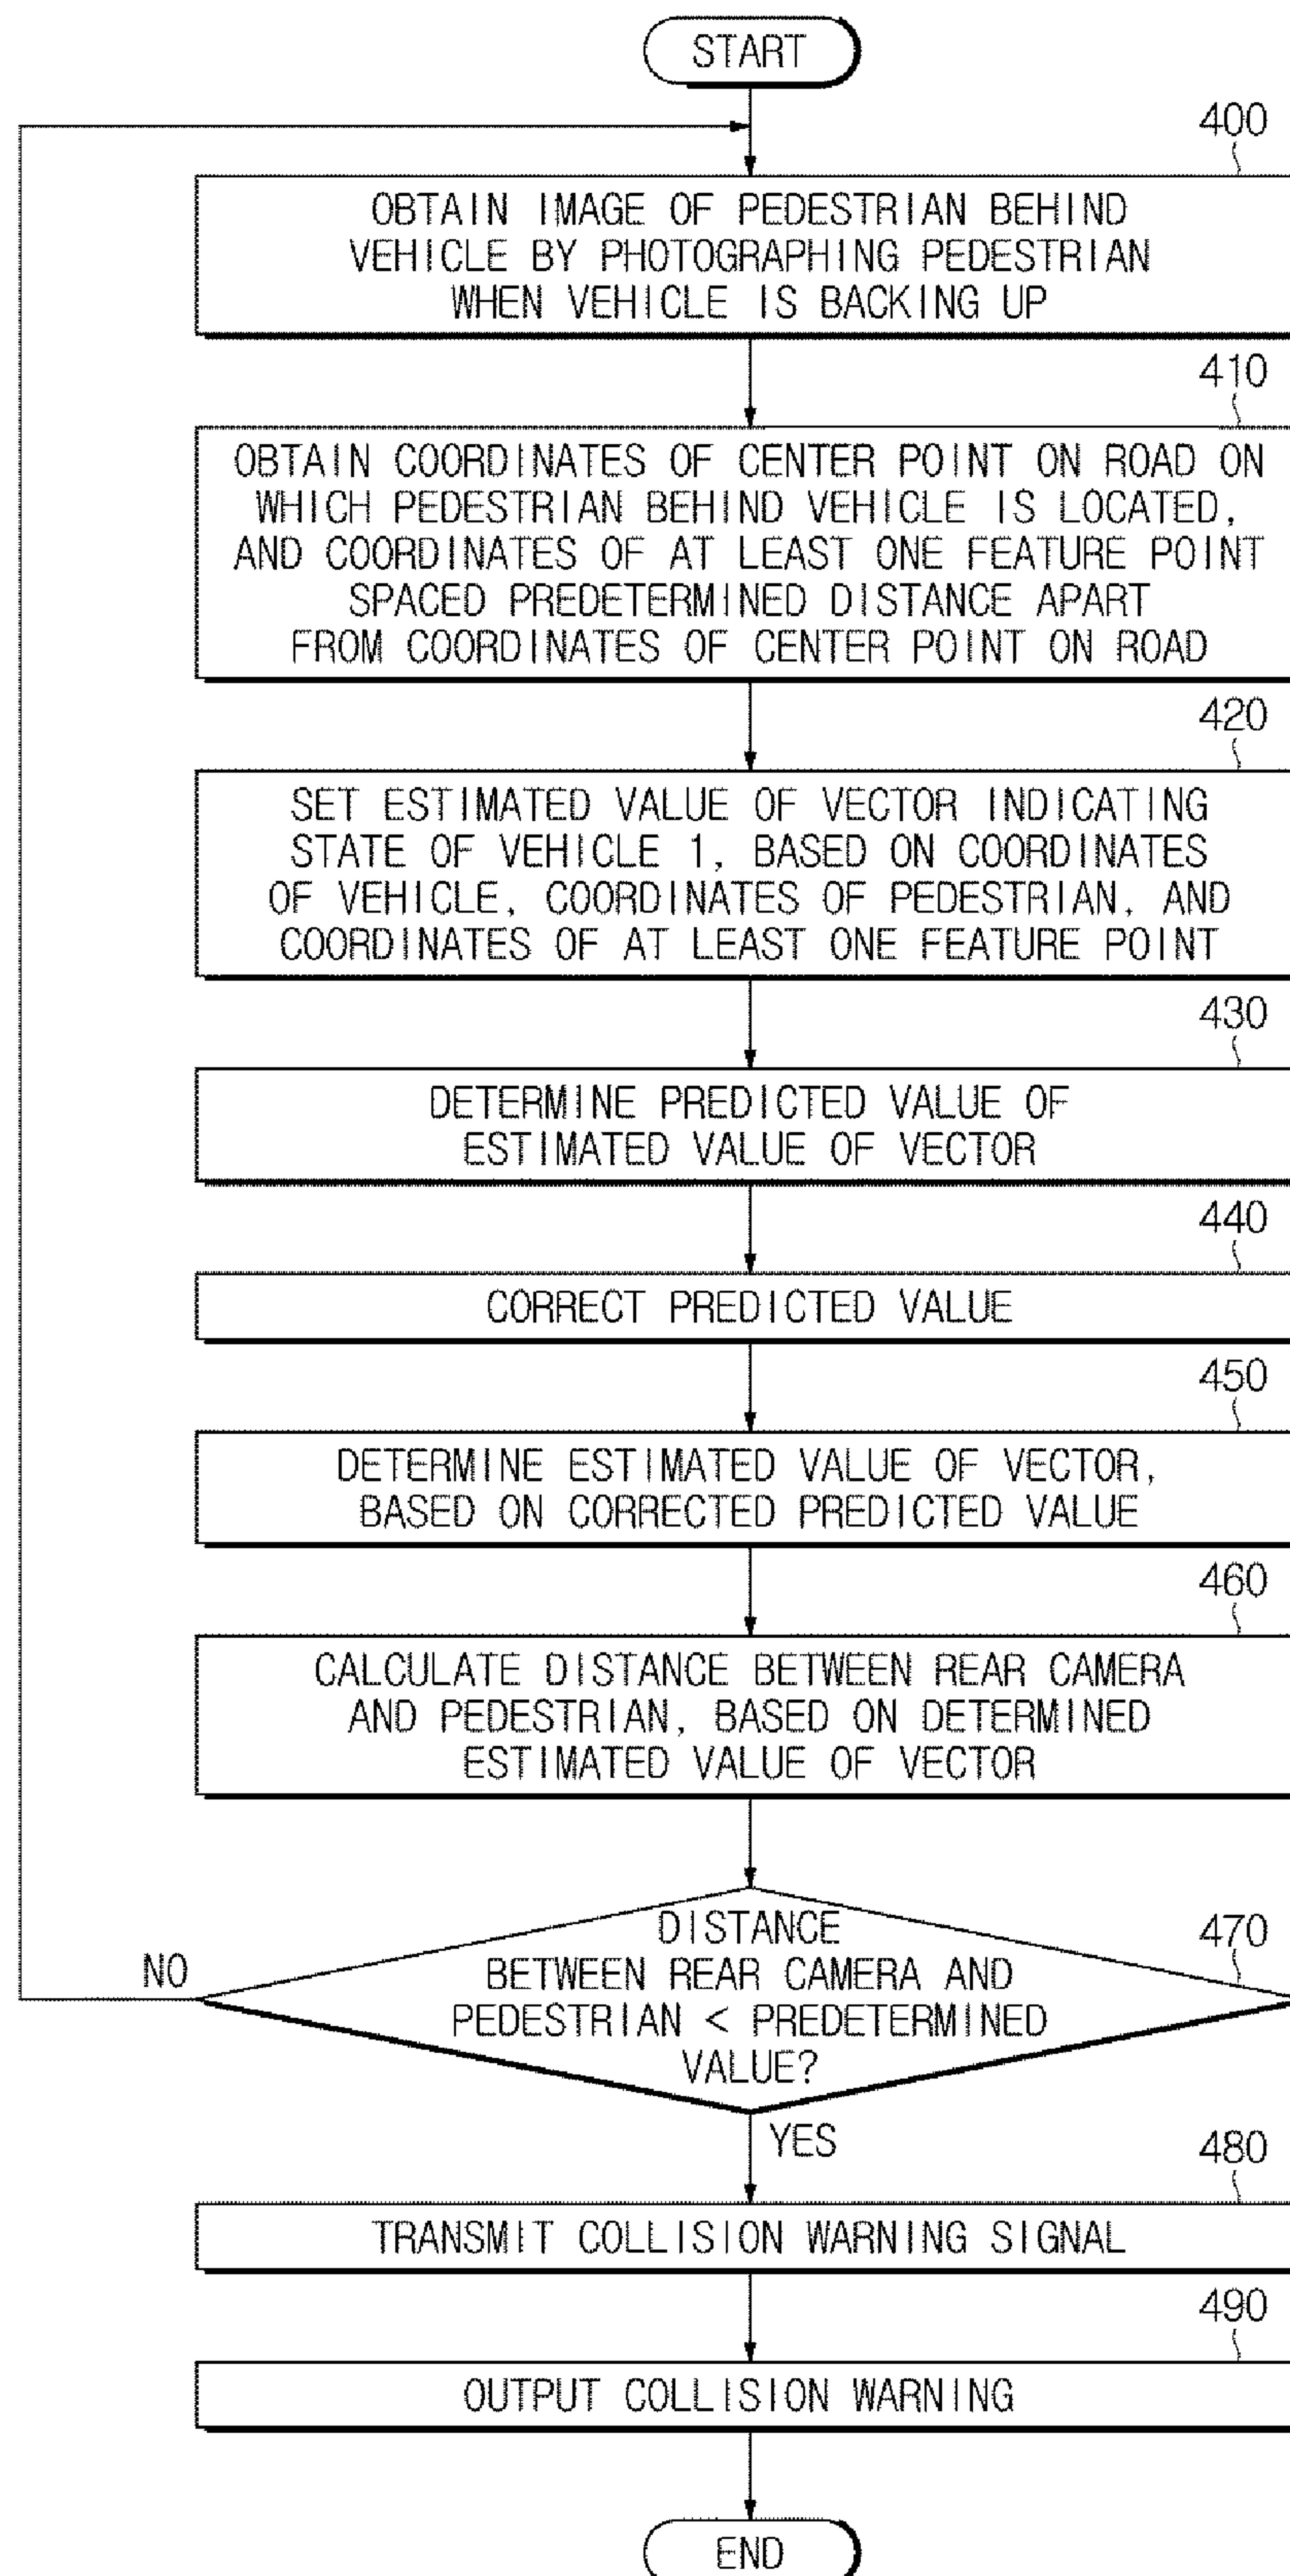 START
400
OBTAIN IMAGE OF PEDESTRIAN BEHIND
VEHICLE BY PHOTOGRAPHING PEDESTRIAN
WHEN VEHICLE IS BACKING UP
410
OBTAIN COORDINATES OF CENTER POINT ON ROAD ON
WHICH PEDESTRIAN BEHIND VEHICLE IS LOCATED,
AND COORDINATES OF AT LEAST ONE FEATURE POINT
SPACED PREDETERMINED DISTANCE APART
FROM COORDINATES OF CENTER POINT ON ROAD
420
SET ESTIMATED VALUE OF VECTOR INDICATING
STATE OF VEHICLE 1, BASED ON COORDINATES
OF VEHICLE, COORDINATES OF PEDESTRIAN, AND
COORDINATES OF AT LEAST ONE FEATURE POINT
430
DETERMINE PREDICTED VALUE OF
ESTIMATED VALUE OF VECTOR
440
CORRECT PREDICTED VALUE
450
DETERMINE ESTIMATED VALUE OF VECTOR,
BASED ON CORRECTED PREDICTED VALUE
460
CALCULATE DISTANCE BETWEEN REAR CAMERA
AND PEDESTRIAN, BASED ON DETERMINED
ESTIMATED VALUE OF VECTOR
470
DISTANCE
BETWEEN REAR CAMERA AND
PEDESTRIAN < PREDETERMINED
VALUE?
NO
YES
480
TRANSMIT COLLISION WARNING SIGNAL
490
OUTPUT COLLISION WARNING
END